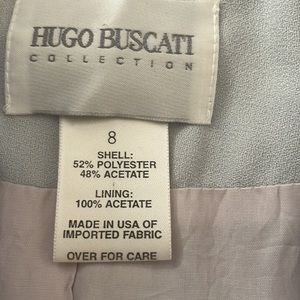 HUGO BUSCATI
COLLECTION
8
SHELL:
52% POLYESTER
48% ACETATE
LINING:
100% ACETATE
MADE IN USA OF
IMPORTED FABRIC
OVER FOR CARE